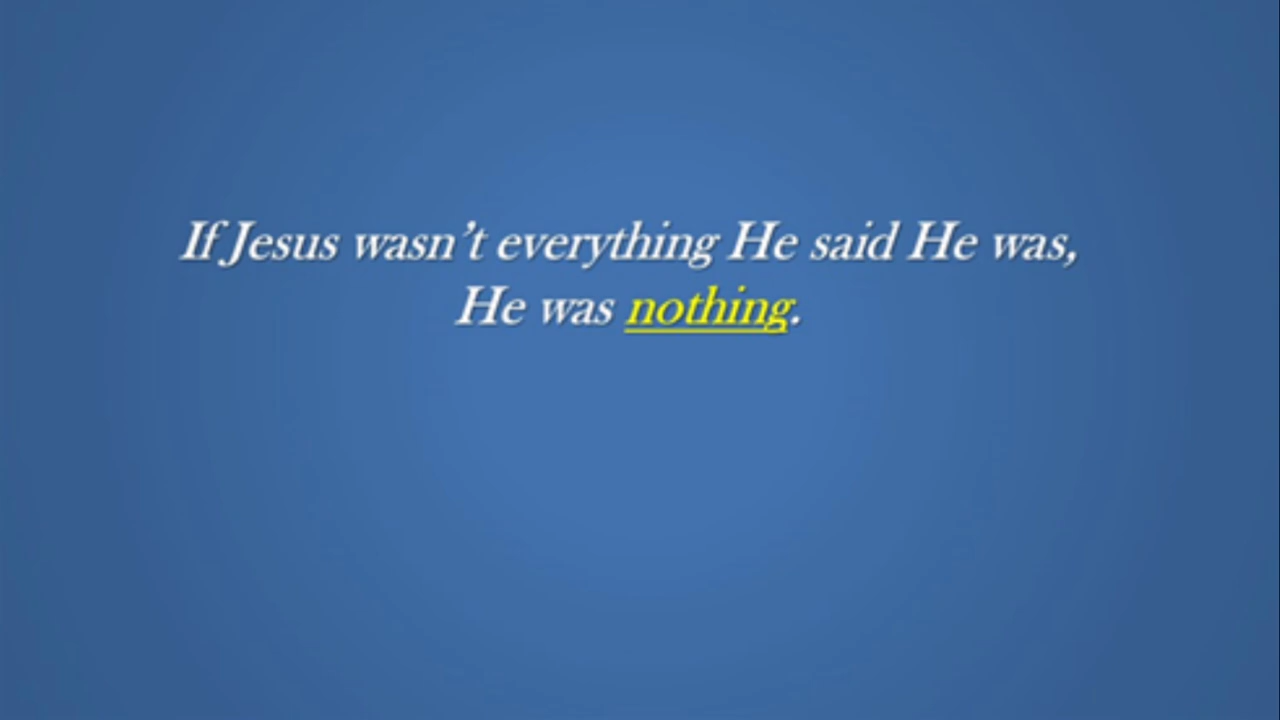 If Jesus wasn’t everything He said He was,
He was nothing.